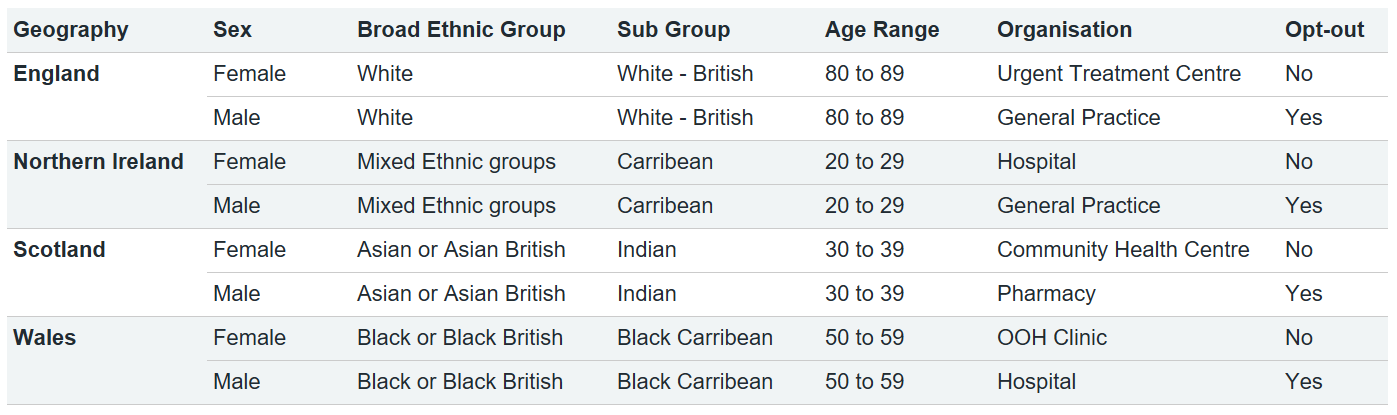 Geography Sex Broad Ethnic Group Sub Group Age Range Organisation Opt-out
England Female White White - British 80 to 89 Urgent Treatment Centre No
Male White White - British 80 to 89 General Practice Yes
Northern Ireland Female Mixed Ethnic groups Carribean 20 to 29 Hospital No
Male Mixed Ethnic groups Carribean 20 to 29 General Practice Yes
Scotland Female Asian or Asian British Indian 30 to 39 Community Health Centre No
Male Asian or Asian British Indian 30 to 39 Pharmacy Yes
Wales Female Black or Black British Black Carribean 50 to 59 OOH Clinic No
Male Black or Black British Black Carribean 50 to 59 Hospital Yes